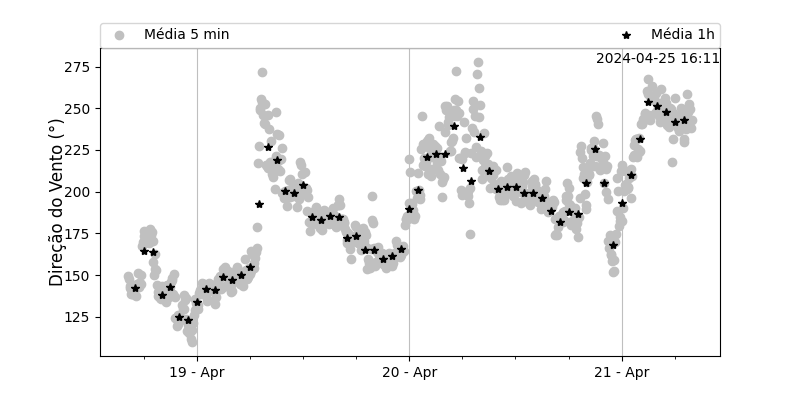 Média 5 min
Média 1h
2024-04-25 16:11
Direção do Vento (°)
275
250
225
200
175
150
125
19 - Apr
20 - Apr
21 - Apr